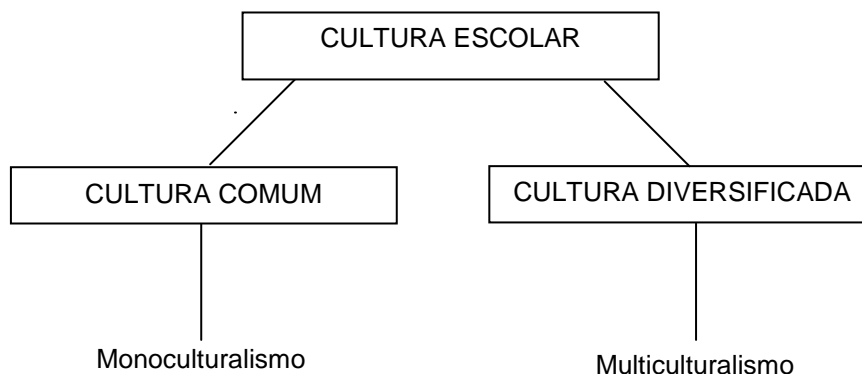 CULTURA ESCOLAR
CULTURA COMUM
CULTURA DIVERSIFICADA
Monoculturalismo
Multiculturalismo